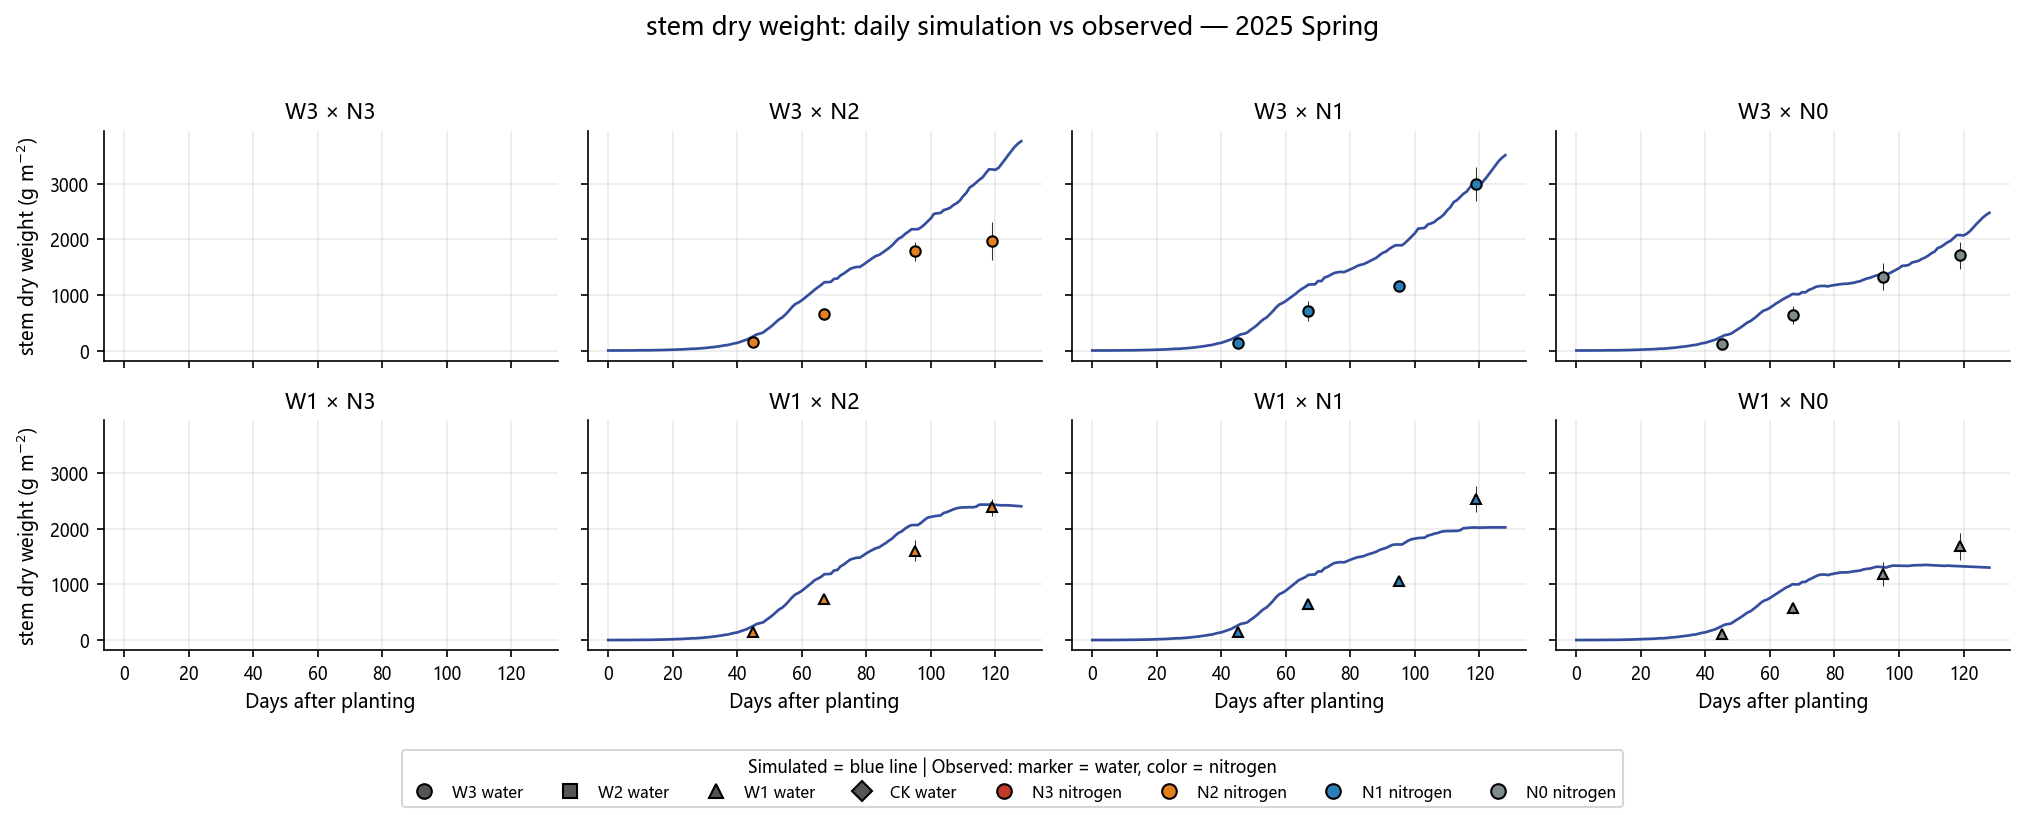 stem dry weight: daily simulation vs observed — 2025 Spring
W3 × N3
W3 × N2
W3 × N1
W3 × N0
stem dry weight (g m⁻²)
3000
2000
1000
0
W1 × N3
W1 × N2
W1 × N1
W1 × N0
stem dry weight (g m⁻²)
3000
2000
1000
0
0 20 40 60 80 100 120
0 20 40 60 80 100 120
0 20 40 60 80 100 120
0 20 40 60 80 100 120
Days after planting
Days after planting
Days after planting
Days after planting
Simulated = blue line | Observed: marker = water, color = nitrogen
W3 water W2 water W1 water CK water N3 nitrogen N2 nitrogen N1 nitrogen N0 nitrogen